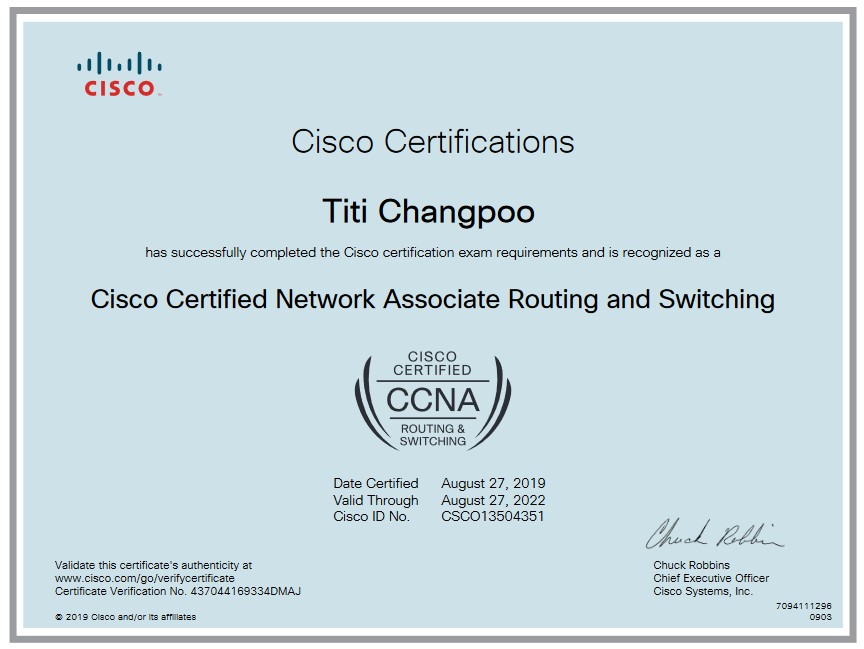 CISCO™
Cisco Certifications
Titi Changpoo
has successfully completed the Cisco certification exam requirements and is recognized as a
Cisco Certified Network Associate Routing and Switching
CISCO
CERTIFIED
CCNA
ROUTING &
SWITCHING
Date Certified August 27, 2019
Valid Through August 27, 2022
Cisco ID No. CSCO13504351
Chuck Robbins
Validate this certificate's authenticity at
www.cisco.com/go/verifycertificate
Certificate Verification No. 437044169334DMAJ
© 2019 Cisco and/or its affiliates
Chuck Robbins
Chief Executive Officer
Cisco Systems, Inc.
7094111296
0903